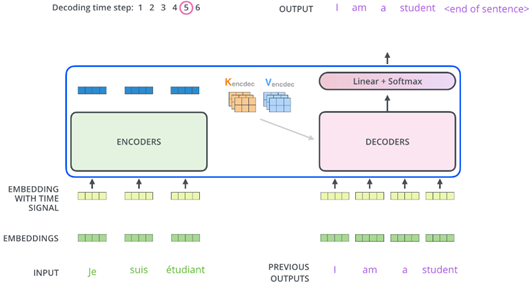 Decoding time step: 1 2 3 4 5 6
OUTPUT I am a student <end of sentence>
Kencdec Vencdec
Linear + Softmax
ENCODERS
DECODERS
EMBEDDING
WITH TIME
SIGNAL
EMBEDDINGS
INPUT Je suis étudiant
PREVIOUS
OUTPUTS
I am a student